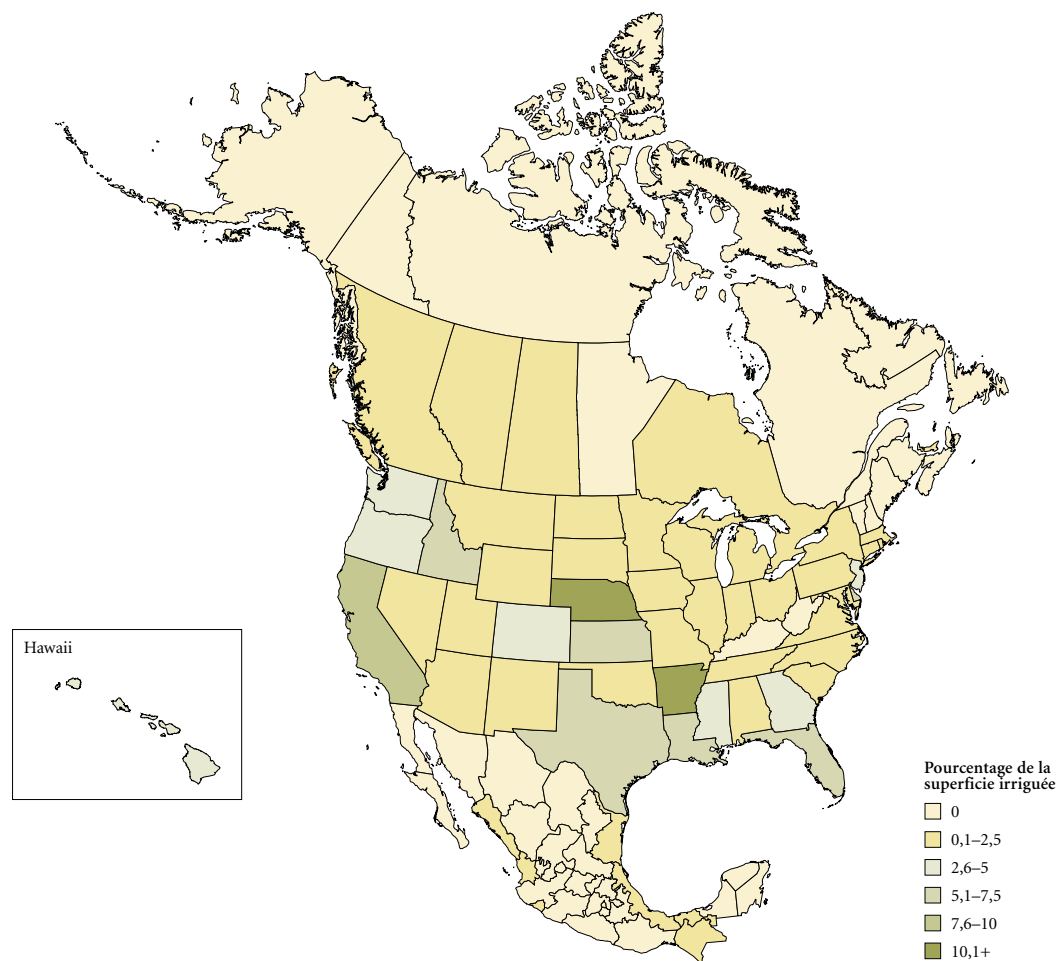 Hawaii
Pourcentage de la
superficie irriguée
0
0,1–2,5
2,6–5
5,1–7,5
7,6–10
10,1+